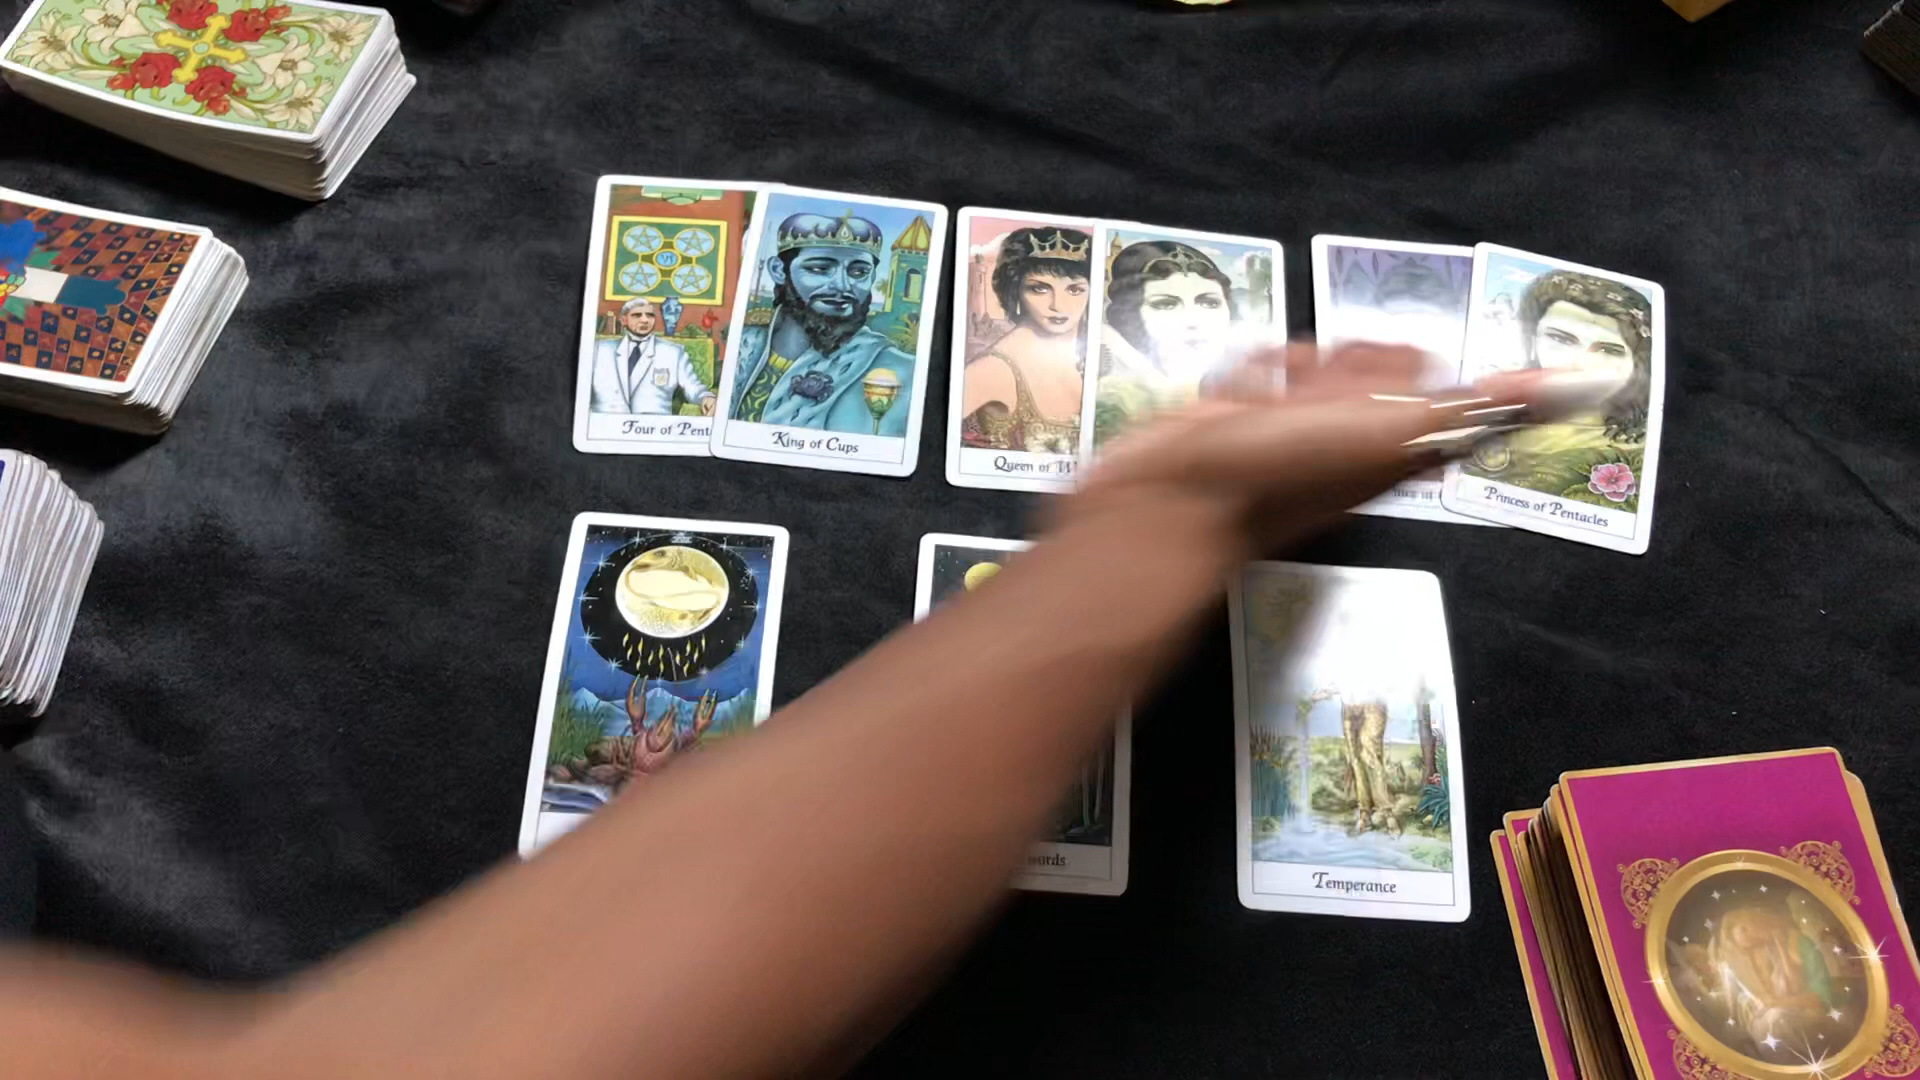 Four of Pent
King of Cups
Queen of W
Princess of Pentacles
Temperance